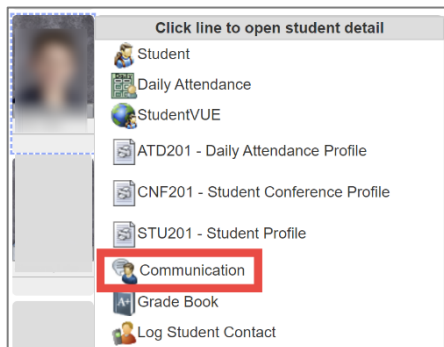 Click line to open student detail
Student
Daily Attendance
StudentVUE
ATD201 - Daily Attendance Profile
CNF201 - Student Conference Profile
STU201 - Student Profile
Communication
A+ Grade Book
Log Student Contact